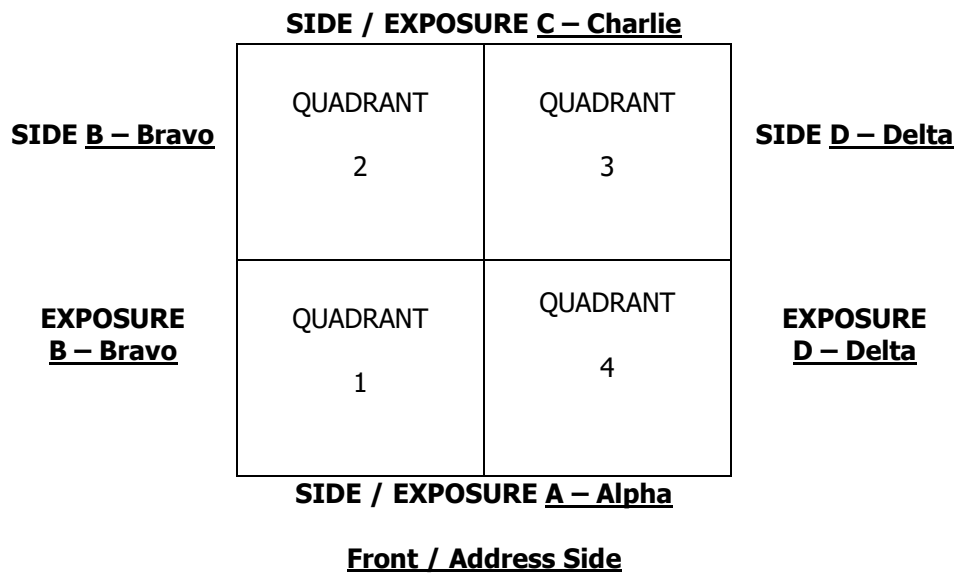 SIDE / EXPOSURE C – Charlie
QUADRANT
2
QUADRANT
3
SIDE B – Bravo
SIDE D – Delta
EXPOSURE
B – Bravo
QUADRANT
1
QUADRANT
4
EXPOSURE
D – Delta
SIDE / EXPOSURE A – Alpha
Front / Address Side